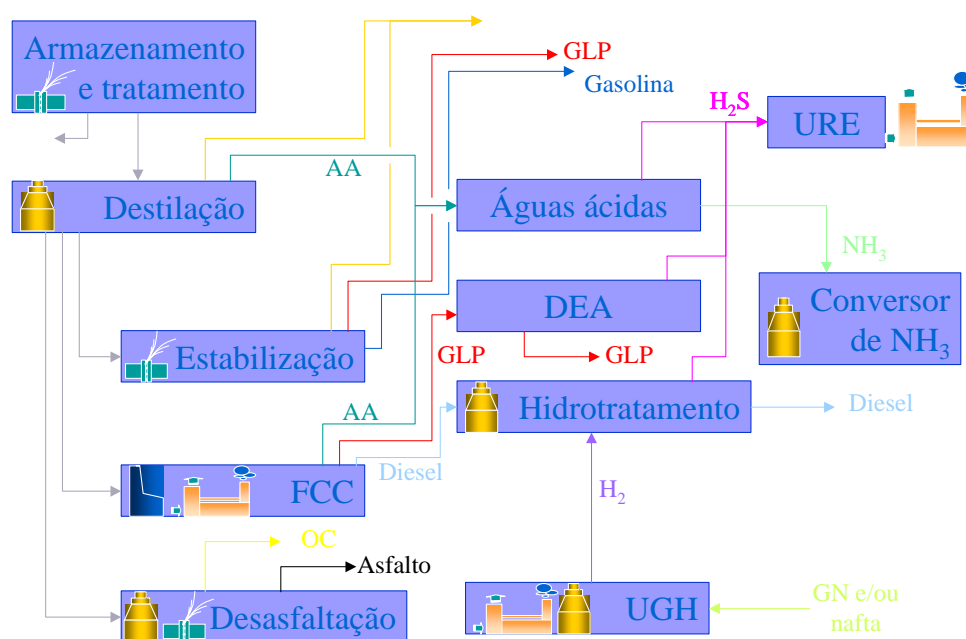 Armazenamento
e tratamento
GLP
Gasolina
H₂S
URE
AA
Destilação
Águas ácidas
NH₃
DEA
Conversor
de NH₃
Estabilização
GLP
GLP
AA
Hidrotratamento
Diesel
Diesel
FCC
H₂
OC
Asfalto
Desasfaltação
UGH
GN e/ou
nafta